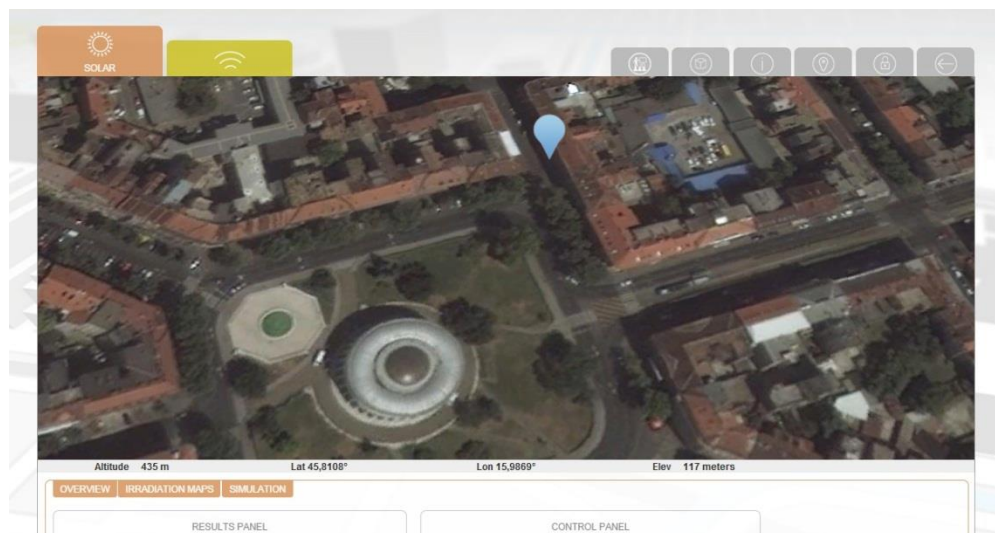 SOLAR
Altitude 435 m Lat 45,8108° Lon 15,9869° Elev 117 meters
OVERVIEW IRRADIATION MAPS SIMULATION
RESULTS PANEL CONTROL PANEL